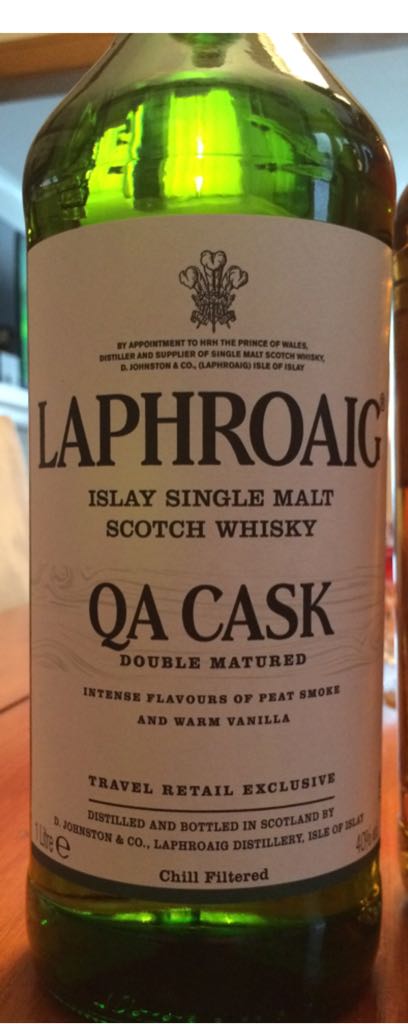 BY APPOINTMENT TO HRH THE PRINCE OF WALES,
DISTILLER AND SUPPLIER OF SINGLE MALT SCOTCH WHISKY,
D. JOHNSTON & CO., (LAPHROAIG) ISLE OF ISLAY
LAPHROAIG®
ISLAY SINGLE MALT
SCOTCH WHISKY
QA CASK
DOUBLE MATURED
INTENSE FLAVOURS OF PEAT SMOKE
AND WARM VANILLA
TRAVEL RETAIL EXCLUSIVE
DISTILLED AND BOTTLED IN SCOTLAND BY
D. JOHNSTON & CO., LAPHROAIG DISTILLERY, ISLE OF ISLAY
1 Litre ℮ 40%
Chill Filtered